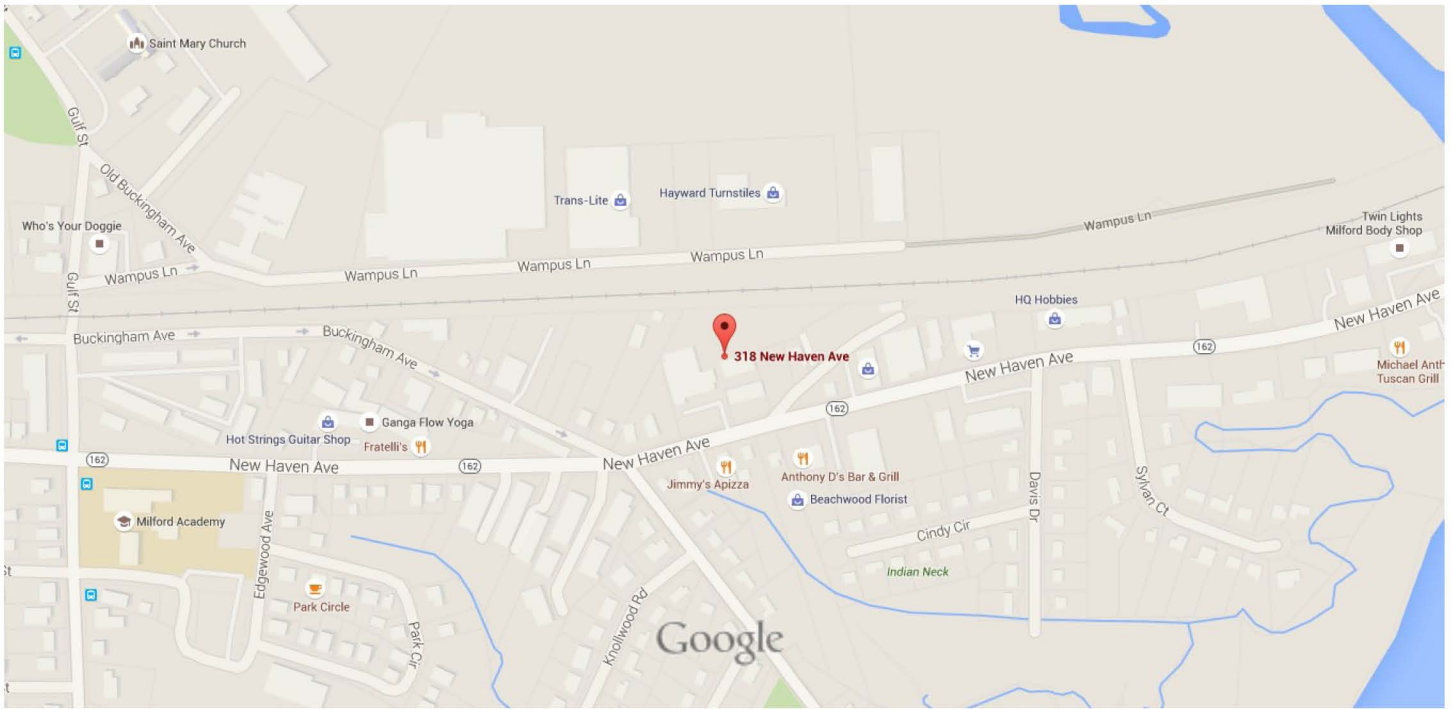 Saint Mary Church
Gulf St
Old Buckingham Ave
Trans-Lite
Hayward Turnstiles
Who's Your Doggie
Wampus Ln
Twin Lights
Milford Body Shop
Wampus Ln
Wampus Ln
Wampus Ln
Wampus Ln
Gulf St
HQ Hobbies
New Haven Ave
Buckingham Ave
Buckingham Ave
162
318 New Haven Ave
New Haven Ave
Michael Anth
Tuscan Grill
162
Ganga Flow Yoga
Hot Strings Guitar Shop
Fratelli's
New Haven Ave
162
New Haven Ave
162
Jimmy's Apizza
Anthony D's Bar & Grill
Beachwood Florist
Davis Dr
Sylvan Ct
Milford Academy
Cindy Cir
Edgewood Ave
Indian Neck
St
Park Circle
Knollwood Rd
Park Cir
Google
t